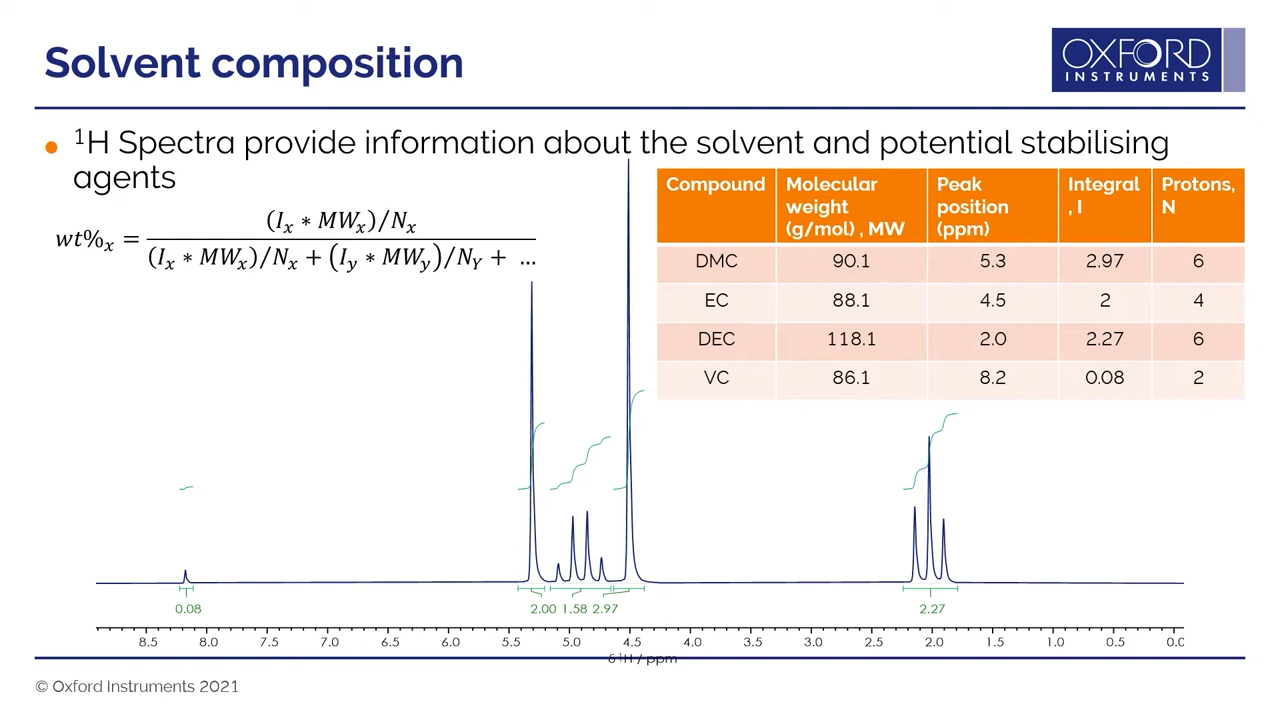 Solvent composition
OXFORD
INSTRUMENTS
• ¹H Spectra provide information about the solvent and potential stabilising
agents
wt%ₓ = (Iₓ * MWₓ)/Nₓ
(Iₓ * MWₓ)/Nₓ + (Iᵧ * MWᵧ)/N_Y + …
Compound Molecular weight (g/mol) , MW Peak position (ppm) Integral , I Protons, N
DMC 90.1 5.3 2.97 6
EC 88.1 4.5 2 4
DEC 118.1 2.0 2.27 6
VC 86.1 8.2 0.08 2
0.08 2.00 1.58 2.97 2.27
8.5 8.0 7.5 7.0 6.5 6.0 5.5 5.0 4.5 4.0 3.5 3.0 2.5 2.0 1.5 1.0 0.5 0.0
δ ¹H / ppm
© Oxford Instruments 2021